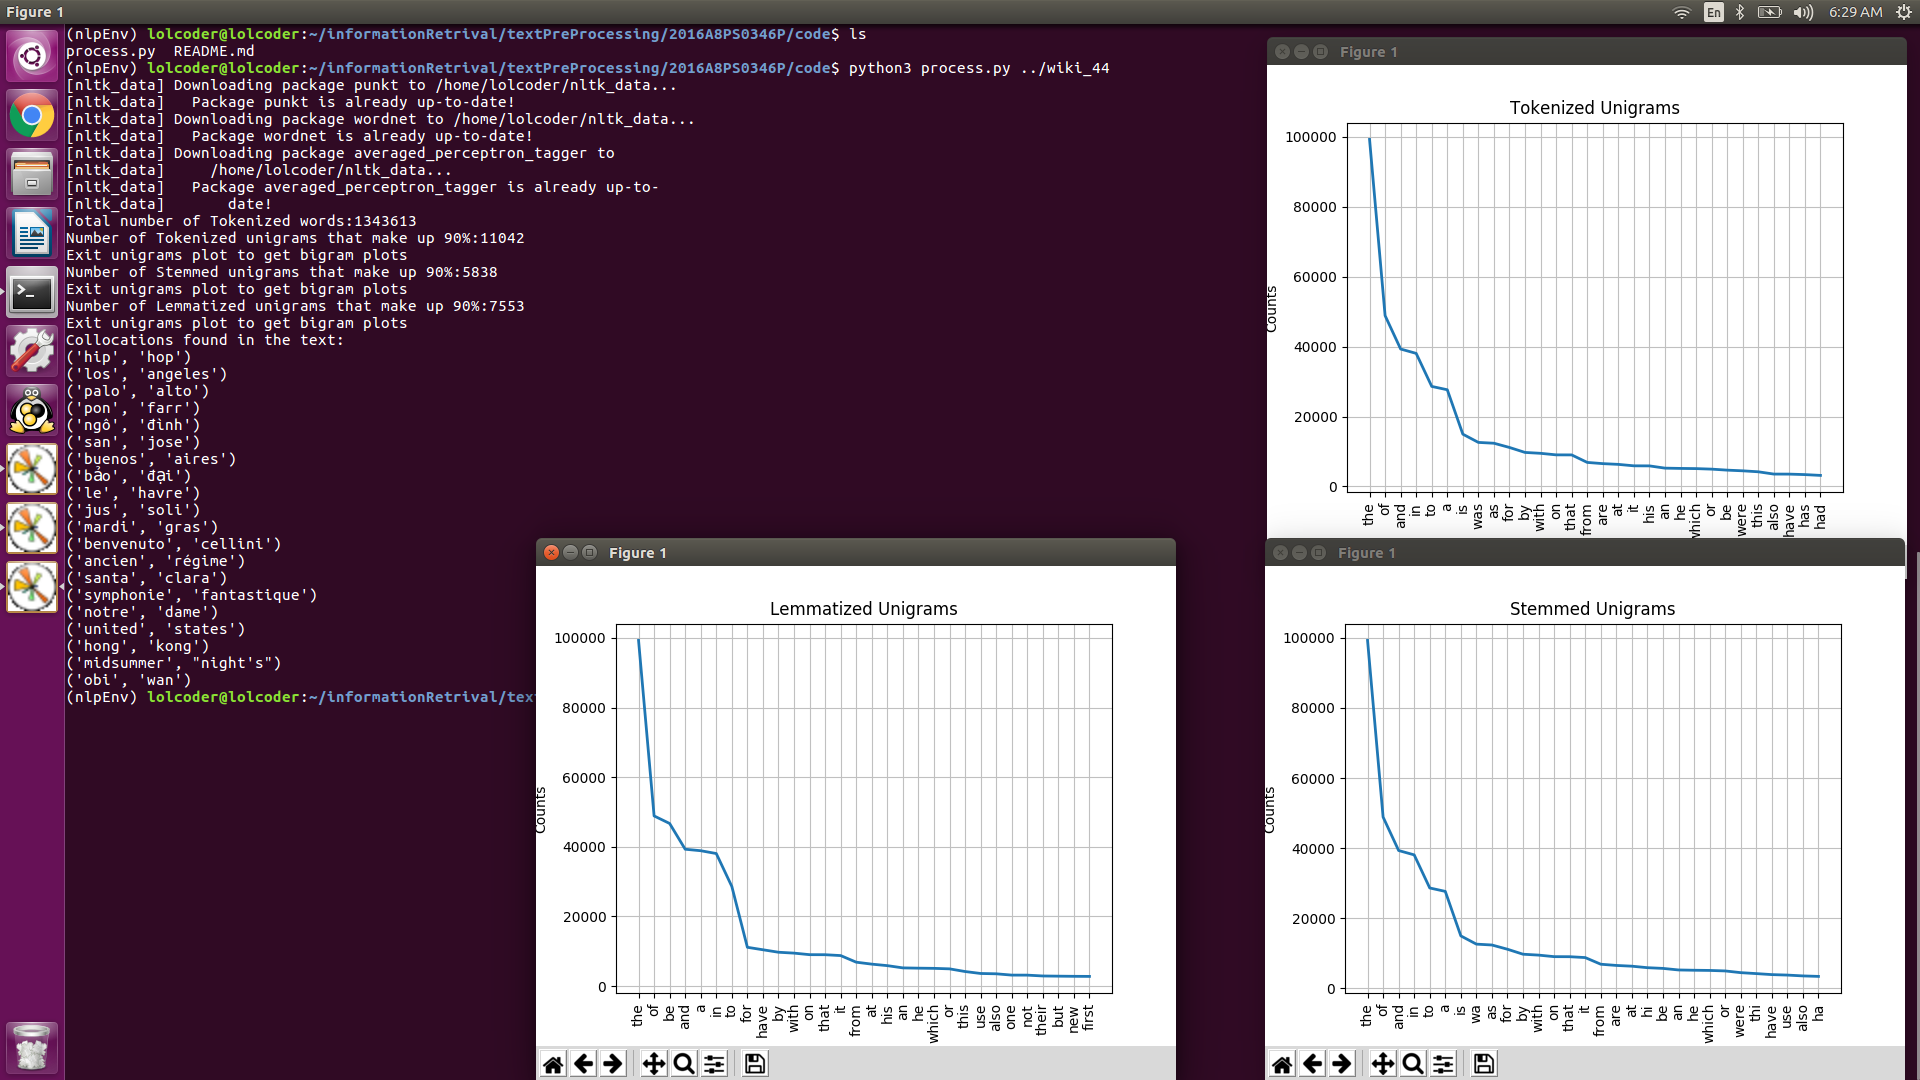 Figure 1
En
6:29 AM
(nlpEnv) lolcoder@lolcoder:~/informationRetrival/textPreProcessing/2016A8PS0346P/code$ ls
process.py  README.md
(nlpEnv) lolcoder@lolcoder:~/informationRetrival/textPreProcessing/2016A8PS0346P/code$ python3 process.py ../wiki_44
[nltk_data] Downloading package punkt to /home/lolcoder/nltk_data...
[nltk_data]   Package punkt is already up-to-date!
[nltk_data] Downloading package wordnet to /home/lolcoder/nltk_data...
[nltk_data]   Package wordnet is already up-to-date!
[nltk_data] Downloading package averaged_perceptron_tagger to
[nltk_data]     /home/lolcoder/nltk_data...
[nltk_data]   Package averaged_perceptron_tagger is already up-to-
[nltk_data]       date!
Total number of Tokenized words:1343613
Number of Tokenized unigrams that make up 90%:11042
Exit unigrams plot to get bigram plots
Number of Stemmed unigrams that make up 90%:5838
Exit unigrams plot to get bigram plots
Number of Lemmatized unigrams that make up 90%:7553
Exit unigrams plot to get bigram plots
Collocations found in the text:
('hip', 'hop')
('los', 'angeles')
('palo', 'alto')
('pon', 'farr')
('ngô', 'đình')
('san', 'jose')
('buenos', 'aires')
('bảo', 'đại')
('le', 'havre')
('jus', 'soli')
('mardi', 'gras')
('benvenuto', 'cellini')
('ancien', 'régime')
('santa', 'clara')
('symphonie', 'fantastique')
('notre', 'dame')
('united', 'states')
('hong', 'kong')
('midsummer', "night's")
('obi', 'wan')
(nlpEnv) lolcoder@lolcoder:~/informationRetrival/tex
Figure 1
Tokenized Unigrams
Counts
100000
80000
60000
40000
20000
0
the of and in to a is was as for by with on that from are at it his an he which or be were this also have has had
Figure 1
Lemmatized Unigrams
Counts
100000
80000
60000
40000
20000
0
the of be and a in to for have by with on that it from at his an he which or this use also one not their but new first
Figure 1
Stemmed Unigrams
Counts
100000
80000
60000
40000
20000
0
the of and in to a is wa as for by with on that it from are at hi be an he which or were thi have use also ha